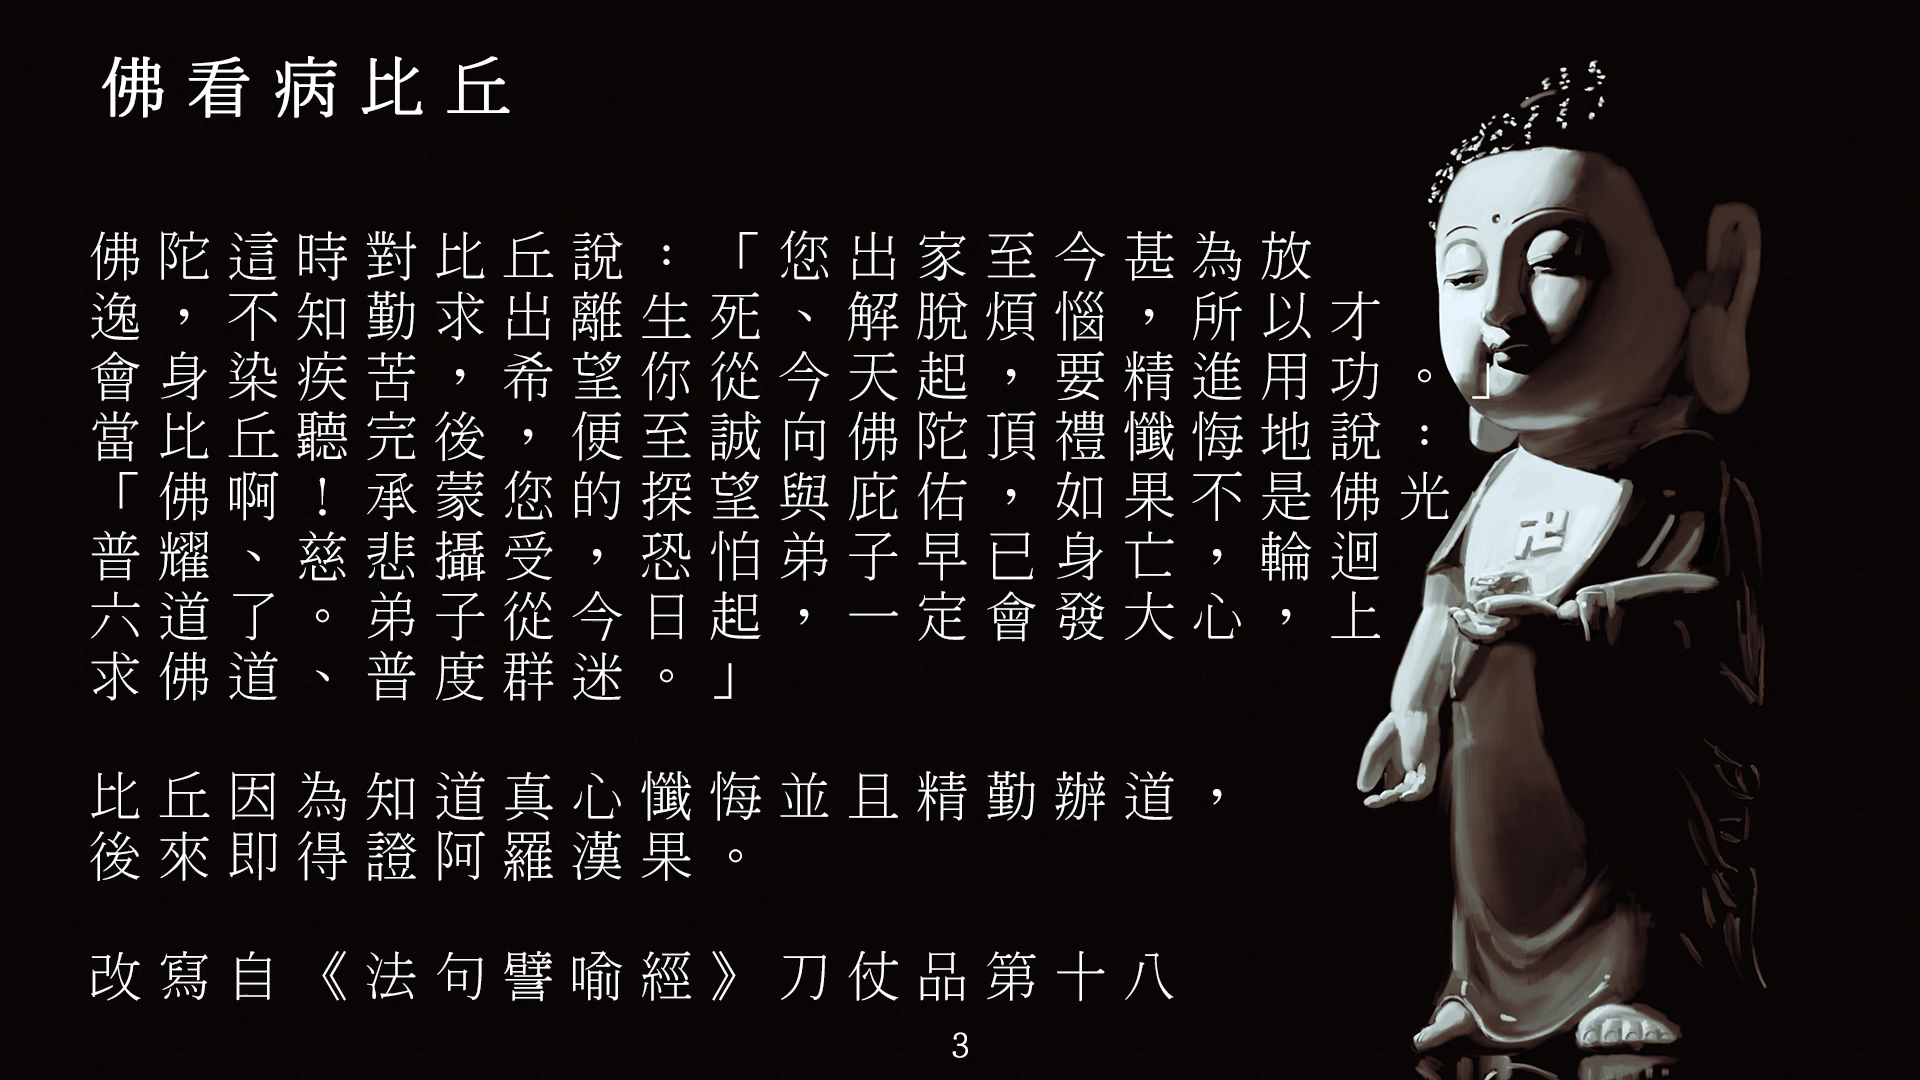 佛看病比丘
佛陀這時對比丘說：「您出家至今甚為放
逸，不知勤求出離生死、解脫煩惱，所以才
會身染疾苦，希望你從今天起，要精進用功。」
當比丘聽完後，便至誠向佛陀頂禮懺悔地說：
「佛啊！承蒙您的探望與庇佑，如果不是佛光
普耀、慈悲攝受，恐怕弟子早已身亡，輪迴
六道了。弟子從今日起，一定會發大心，上
求佛道、普度群迷。」
比丘因為知道真心懺悔並且精勤辦道，
後來即得證阿羅漢果。
改寫自《法句譬喻經》刀仗品第十八
3